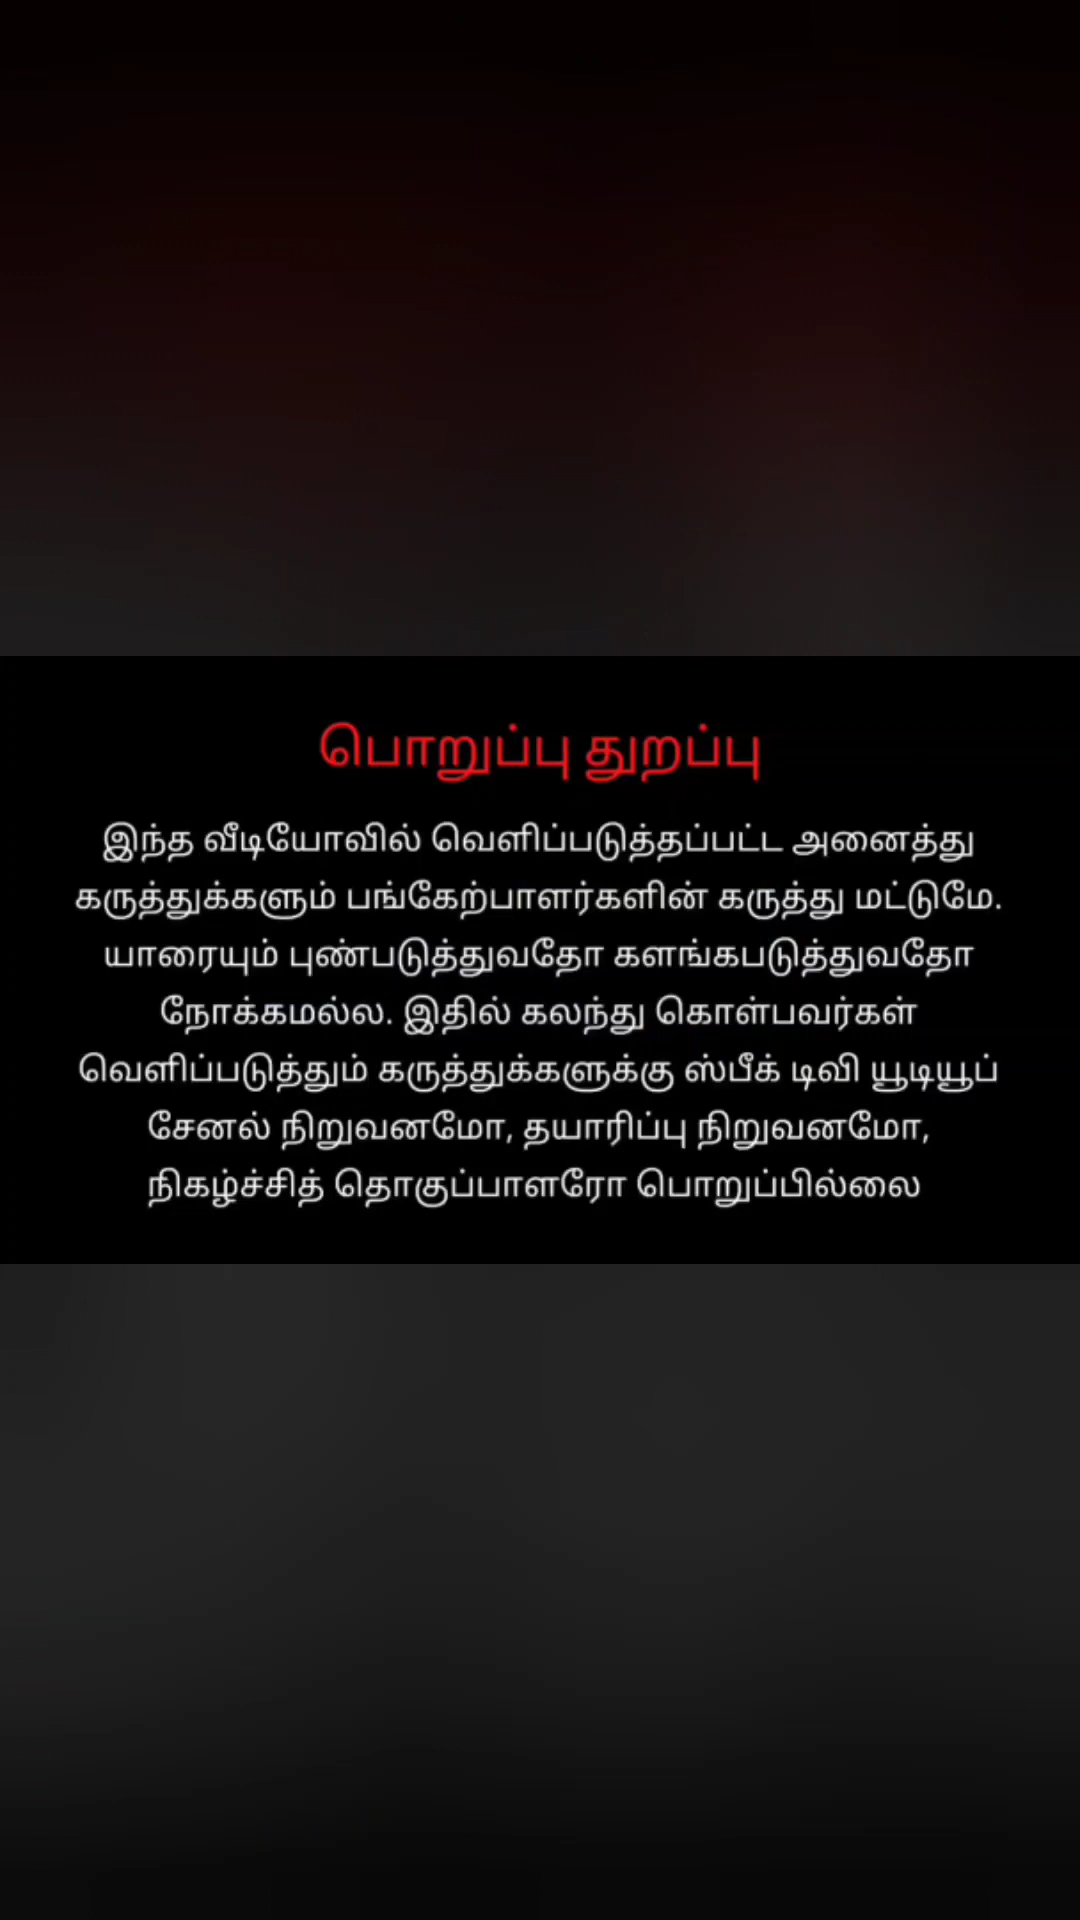 பொறுப்பு துறப்பு
இந்த வீடியோவில் வெளிப்படுத்தப்பட்ட அனைத்து
கருத்துக்களும் பங்கேற்பாளர்களின் கருத்து மட்டுமே.
யாரையும் புண்படுத்துவதோ களங்கபடுத்துவதோ
நோக்கமல்ல. இதில் கலந்து கொள்பவர்கள்
வெளிப்படுத்தும் கருத்துக்களுக்கு ஸ்பீக் டிவி யூடியூப்
சேனல் நிறுவனமோ, தயாரிப்பு நிறுவனமோ,
நிகழ்ச்சித் தொகுப்பாளரோ பொறுப்பில்லை